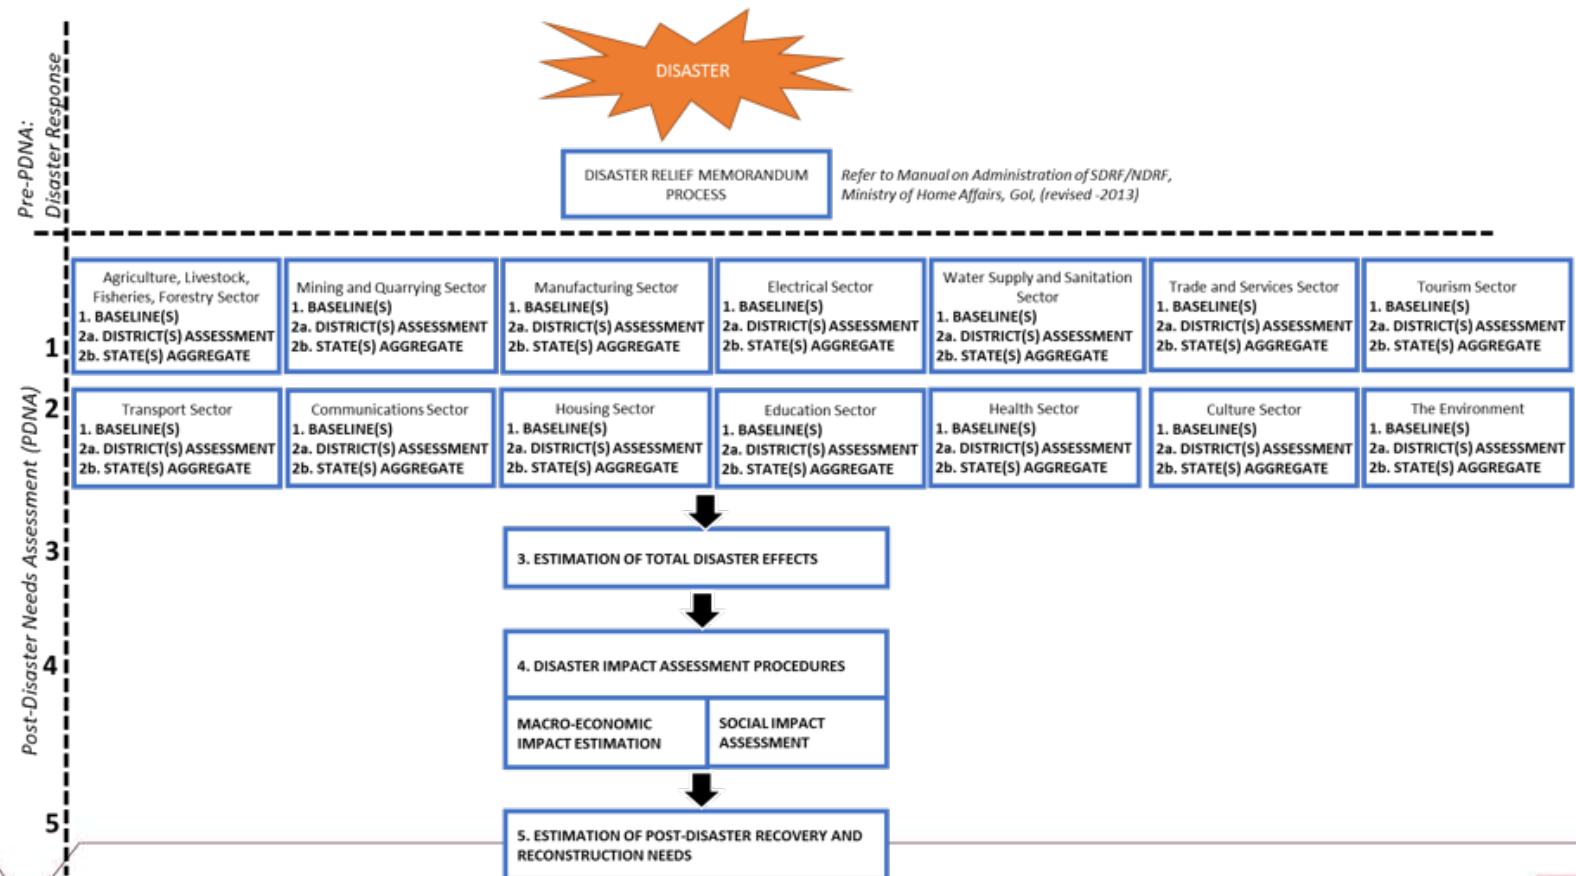 Pre-PDNA:
Disaster Response
DISASTER
DISASTER RELIEF MEMORANDUM
PROCESS
Refer to Manual on Administration of SDRF/NDRF,
Ministry of Home Affairs, GoI, (revised -2013)
Post-Disaster Needs Assessment (PDNA)
1
Agriculture, Livestock,
Fisheries, Forestry Sector
1. BASELINE(S)
2a. DISTRICT(S) ASSESSMENT
2b. STATE(S) AGGREGATE
Mining and Quarrying Sector
1. BASELINE(S)
2a. DISTRICT(S) ASSESSMENT
2b. STATE(S) AGGREGATE
Manufacturing Sector
1. BASELINE(S)
2a. DISTRICT(S) ASSESSMENT
2b. STATE(S) AGGREGATE
Electrical Sector
1. BASELINE(S)
2a. DISTRICT(S) ASSESSMENT
2b. STATE(S) AGGREGATE
Water Supply and Sanitation
Sector
1. BASELINE(S)
2a. DISTRICT(S) ASSESSMENT
2b. STATE(S) AGGREGATE
Trade and Services Sector
1. BASELINE(S)
2a. DISTRICT(S) ASSESSMENT
2b. STATE(S) AGGREGATE
Tourism Sector
1. BASELINE(S)
2a. DISTRICT(S) ASSESSMENT
2b. STATE(S) AGGREGATE
2
Transport Sector
1. BASELINE(S)
2a. DISTRICT(S) ASSESSMENT
2b. STATE(S) AGGREGATE
Communications Sector
1. BASELINE(S)
2a. DISTRICT(S) ASSESSMENT
2b. STATE(S) AGGREGATE
Housing Sector
1. BASELINE(S)
2a. DISTRICT(S) ASSESSMENT
2b. STATE(S) AGGREGATE
Education Sector
1. BASELINE(S)
2a. DISTRICT(S) ASSESSMENT
2b. STATE(S) AGGREGATE
Health Sector
1. BASELINE(S)
2a. DISTRICT(S) ASSESSMENT
2b. STATE(S) AGGREGATE
Culture Sector
1. BASELINE(S)
2a. DISTRICT(S) ASSESSMENT
2b. STATE(S) AGGREGATE
The Environment
1. BASELINE(S)
2a. DISTRICT(S) ASSESSMENT
2b. STATE(S) AGGREGATE
3
3. ESTIMATION OF TOTAL DISASTER EFFECTS
4
4. DISASTER IMPACT ASSESSMENT PROCEDURES
MACRO-ECONOMIC
IMPACT ESTIMATION
SOCIAL IMPACT
ASSESSMENT
5
5. ESTIMATION OF POST-DISASTER RECOVERY AND
RECONSTRUCTION NEEDS